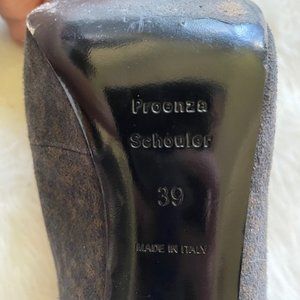 Proenza
Schouler
39
MADE IN ITALY